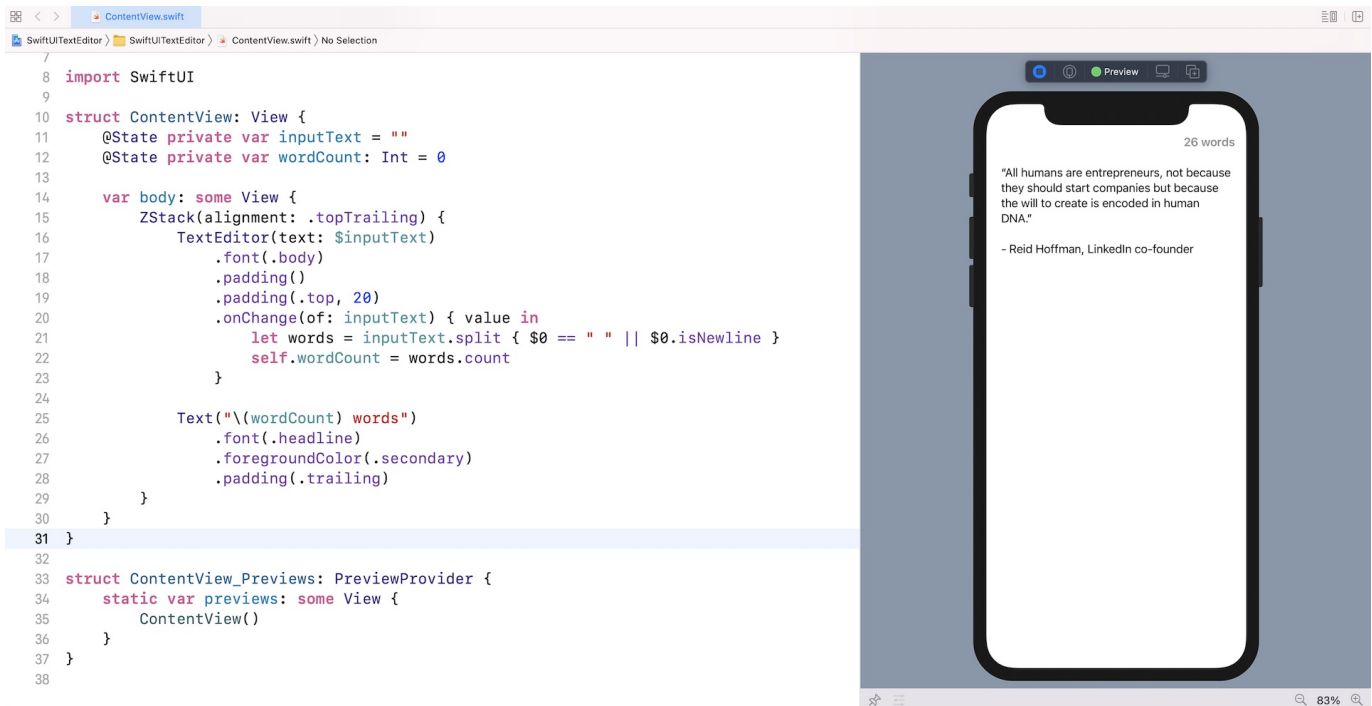 ContentView.swift
SwiftUITextEditor 〉 SwiftUITextEditor 〉 ContentView.swift 〉 No Selection
7
8 import SwiftUI
9
10 struct ContentView: View {
11     @State private var inputText = ""
12     @State private var wordCount: Int = 0
13
14     var body: some View {
15         ZStack(alignment: .topTrailing) {
16             TextEditor(text: $inputText)
17                 .font(.body)
18                 .padding()
19                 .padding(.top, 20)
20                 .onChange(of: inputText) { value in
21                     let words = inputText.split { $0 == " " || $0.isNewline }
22                     self.wordCount = words.count
23                 }
24
25             Text("\(wordCount) words")
26                 .font(.headline)
27                 .foregroundColor(.secondary)
28                 .padding(.trailing)
29         }
30     }
31 }
32
33 struct ContentView_Previews: PreviewProvider {
34     static var previews: some View {
35         ContentView()
36     }
37 }
38
Preview
26 words
“All humans are entrepreneurs, not because
they should start companies but because
the will to create is encoded in human
DNA.”
- Reid Hoffman, LinkedIn co-founder
83%